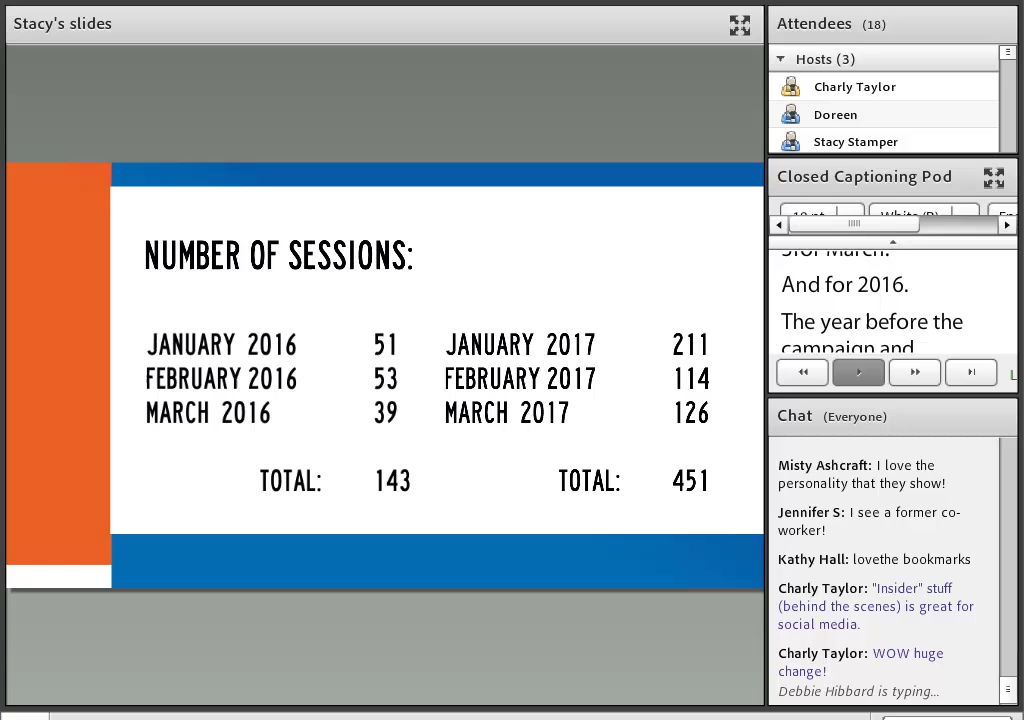 Stacy's slides
NUMBER OF SESSIONS:
JANUARY 2016 51 JANUARY 2017 211
FEBRUARY 2016 53 FEBRUARY 2017 114
MARCH 2016 39 MARCH 2017 126
TOTAL: 143 TOTAL: 451
Attendees (18)
Hosts (3)
Charly Taylor
Doreen
Stacy Stamper
Closed Captioning Pod
March.
And for 2016.
The year before the
campaign and
Chat (Everyone)
Misty Ashcraft: I love the
personality that they show!
Jennifer S: I see a former co-
worker!
Kathy Hall: lovethe bookmarks
Charly Taylor: "Insider" stuff
(behind the scenes) is great for
social media.
Charly Taylor: WOW huge
change!
Debbie Hibbard is typing...